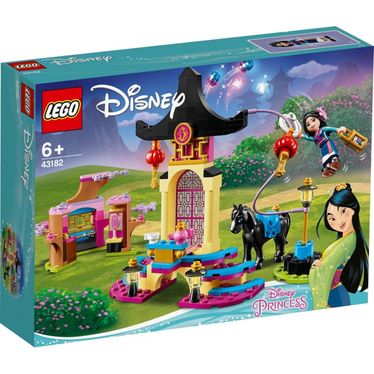 LEGO
Disney
6+
43182
Disney
PRINCESS